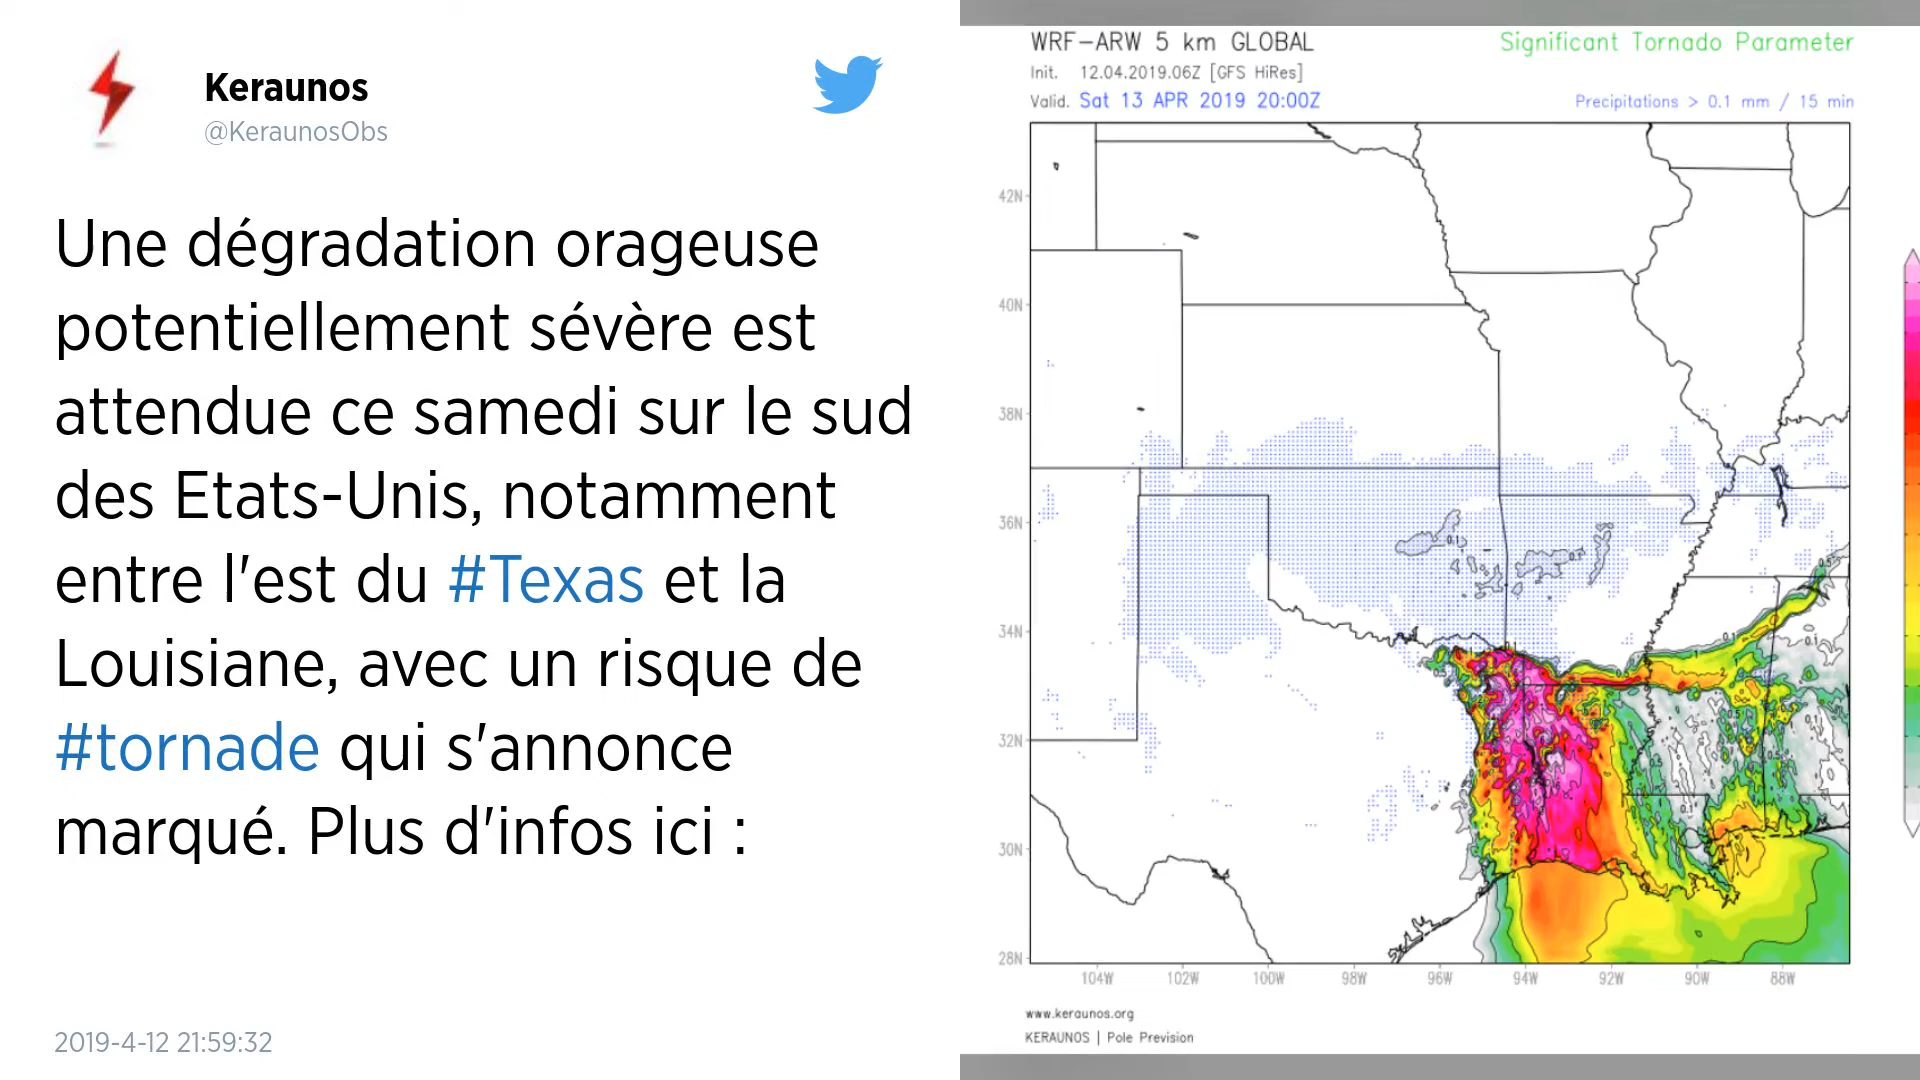 Keraunos
@KeraunosObs
Une dégradation orageuse
potentiellement sévère est
attendue ce samedi sur le sud
des Etats-Unis, notamment
entre l'est du #Texas et la
Louisiane, avec un risque de
#tornade qui s'annonce
marqué. Plus d'infos ici :
2019-4-12 21:59:32
WRF-ARW 5 km GLOBAL
Significant Tornado Parameter
Init. 12.04.2019.06Z [GFS HiRes]
Valid. Sat 13 APR 2019 20:00Z
Precipitations > 0.1 mm / 15 min
42N
40N
38N
36N
34N
32N
30N
28N
104W 102W 100W 98W 96W 94W 92W 90W 88W
www.keraunos.org
KERAUNOS | Pole Prevision